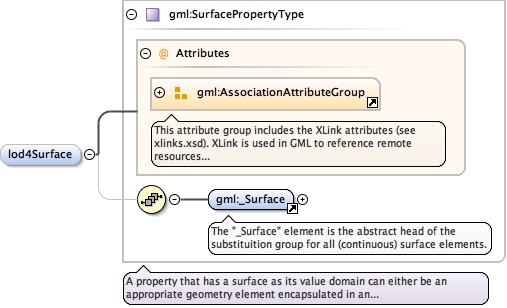 gml:SurfacePropertyType
@ Attributes
gml:AssociationAttributeGroup
This attribute group includes the XLink attributes (see
xlinks.xsd). XLink is used in GML to reference remote
resources...
lod4Surface
gml:_Surface
The "_Surface" element is the abstract head of the
substituition group for all (continuous) surface elements.
A property that has a surface as its value domain can either be an
appropriate geometry element encapsulated in an...